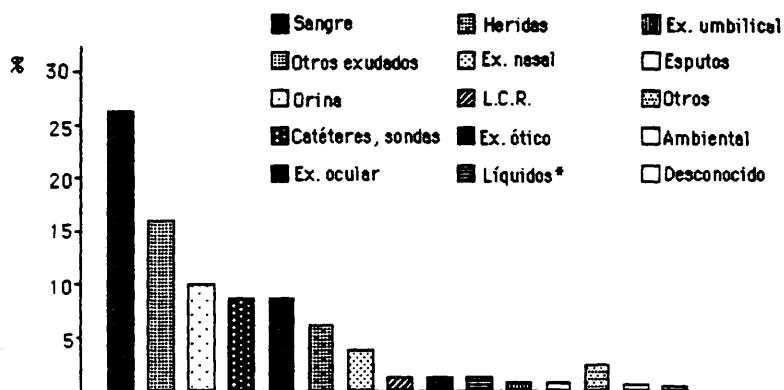 Sangre
Otros exudados
Orina
Catéteres, sondas
Ex. ocular
Heridas
Ex. nasal
L.C.R.
Ex. ótico
Líquidos*
Ex. umbilical
Esputos
Otros
Ambiental
Desconocido
%
30
25
20
15
10
5